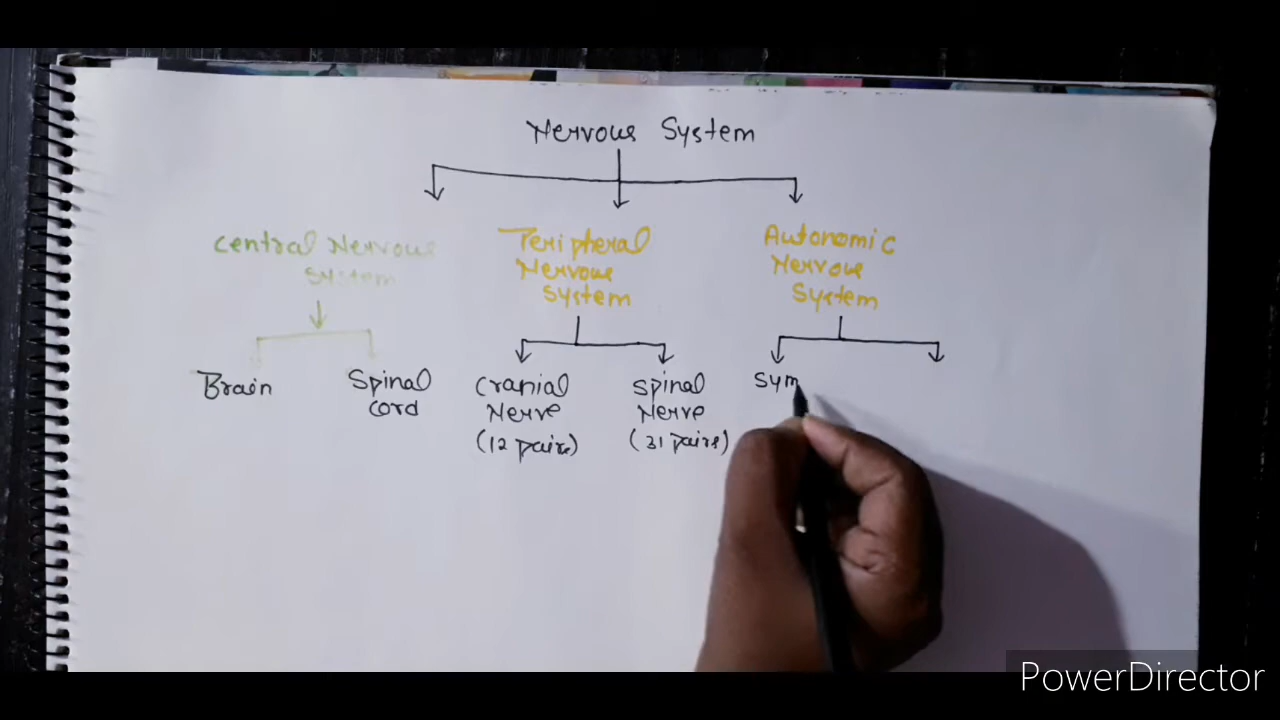 Nervous System
Central Nervous
System
Peripheral
Nervous
System
Autonomic
Nervous
System
Brain
Spinal
cord
Cranial
Nerve
(12 pairs)
Spinal
Nerve
(31 pairs)
Sym
PowerDirector